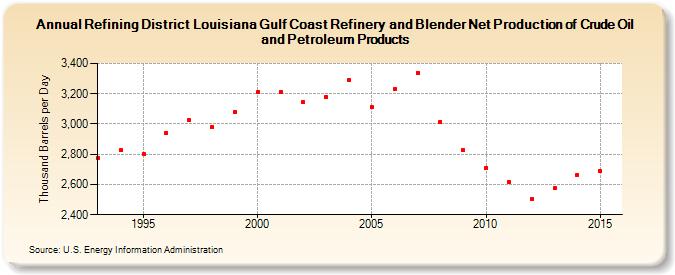 Annual Refining District Louisiana Gulf Coast Refinery and Blender Net Production of Crude Oil
and Petroleum Products
Thousand Barrels per Day
3,400
3,200
3,000
2,800
2,600
2,400
1995
2000
2005
2010
2015
Source: U.S. Energy Information Administration